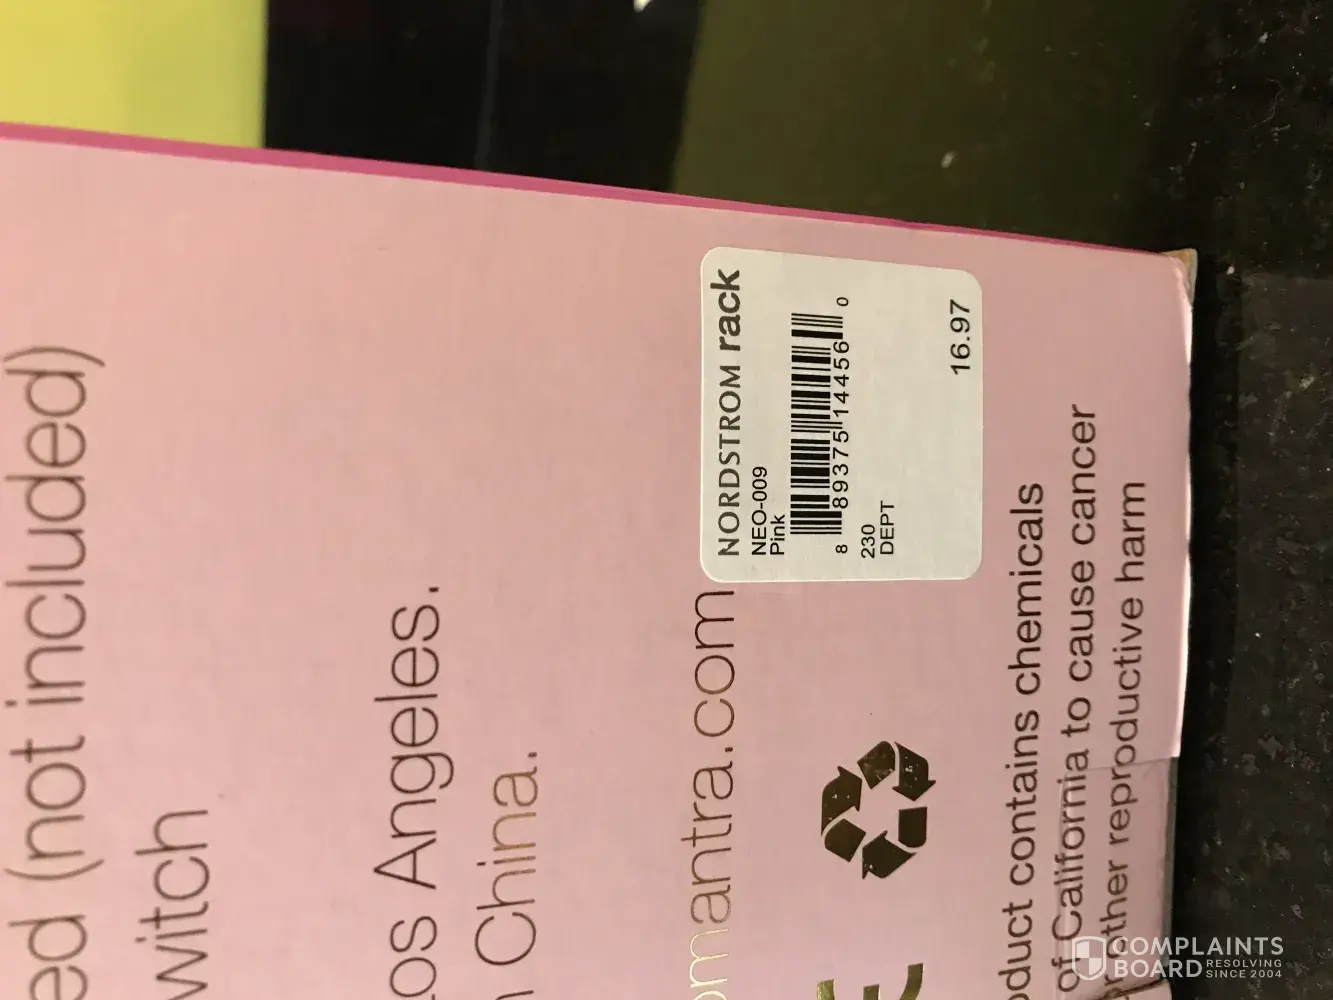 ed (not included)
witch
os Angeles.
China.
omantra.com
NORDSTROM rack
NEO-009
Pink
8 89375 14456 0
230
DEPT
16.97
oduct contains chemicals
of California to cause cancer
other reproductive harm
COMPLAINTS
BOARD RESOLVING
SINCE 2004